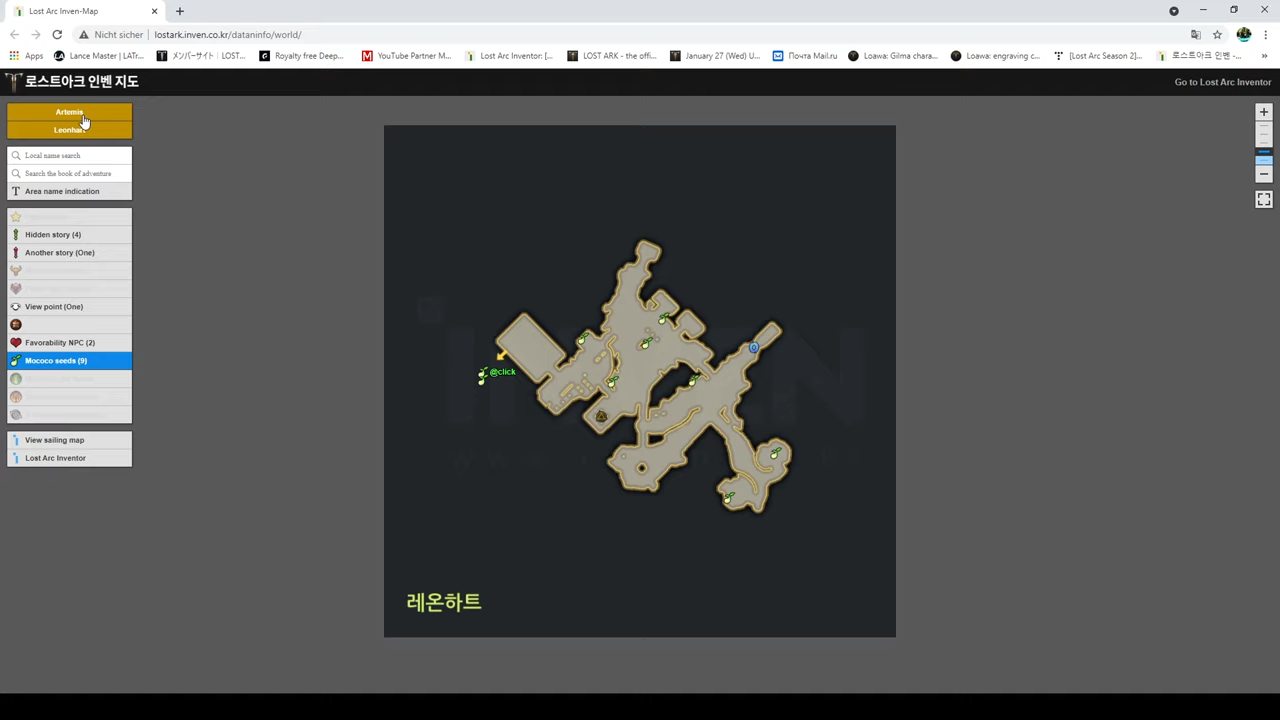 Lost Arc Inven-Map
Nicht sicher
lostark.inven.co.kr/dataninfo/world/
Apps
Lance Master | LATr...
メンバーサイト | LOST...
Royalty free Deep...
YouTube Partner M...
Lost Arc Inventor: [...
LOST ARK - the offi...
January 27 (Wed) U...
Почта Mail.ru
Loawa: Gilma chara...
Loawa: engraving c...
[Lost Arc Season 2]...
로스트아크 인벤 -...
로스트아크 인벤 지도
Go to Lost Arc Inventor
Artemis
Leonhart
Local name search
Search the book of adventure
T Area name indication
Hidden story (4)
Another story (One)
View point (One)
Favorability NPC (2)
Mococo seeds (9)
View sailing map
Lost Arc Inventor
@click
레온하트